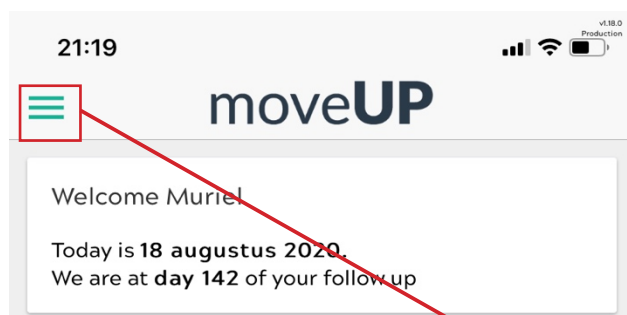 v1.18.0
Production
21:19
moveUP
Welcome Muriel
Today is 18 augustus 2020.
We are at day 142 of your follow up